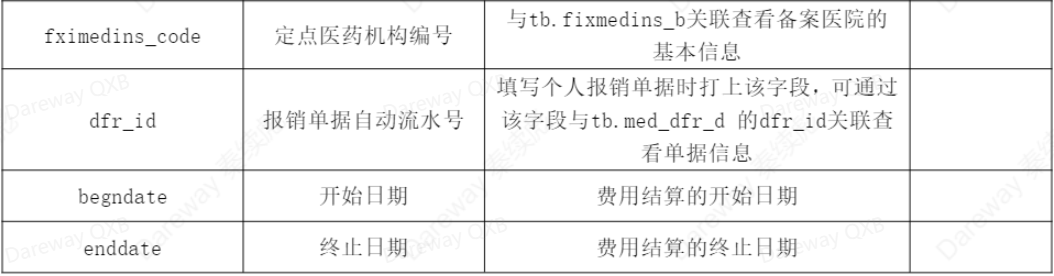 fximedins_code 定点医药机构编号 与tb.fixmedins_b关联查看备案医院的
基本信息
dfr_id 报销单据自动流水号 填写个人报销单据时打上该字段，可通过
该字段与tb.med_dfr_d 的dfr_id关联查
看单据信息
begndate 开始日期 费用结算的开始日期
enddate 终止日期 费用结算的终止日期
Dareway QXB